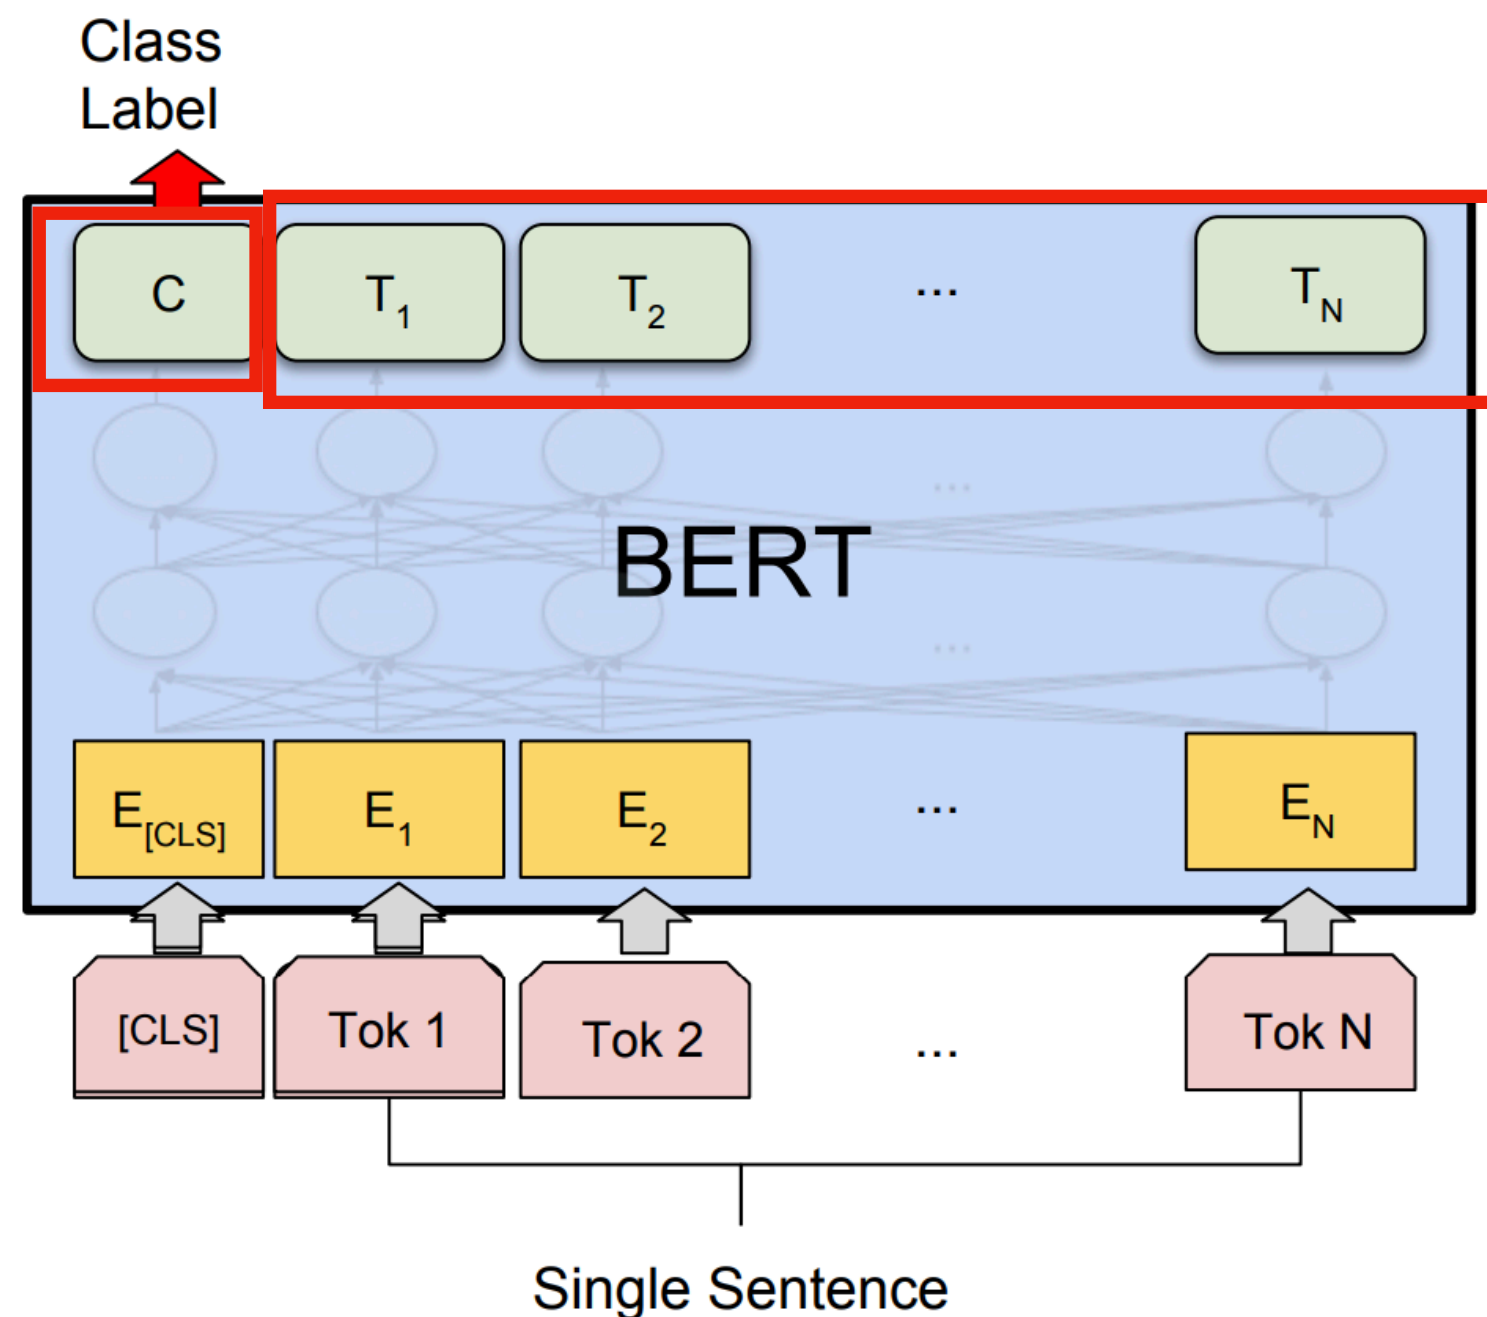 Class
Label
C T1 T2 ... TN
...
BERT
...
E[CLS] E1 E2 ... EN
[CLS] Tok 1 Tok 2 ... Tok N
Single Sentence